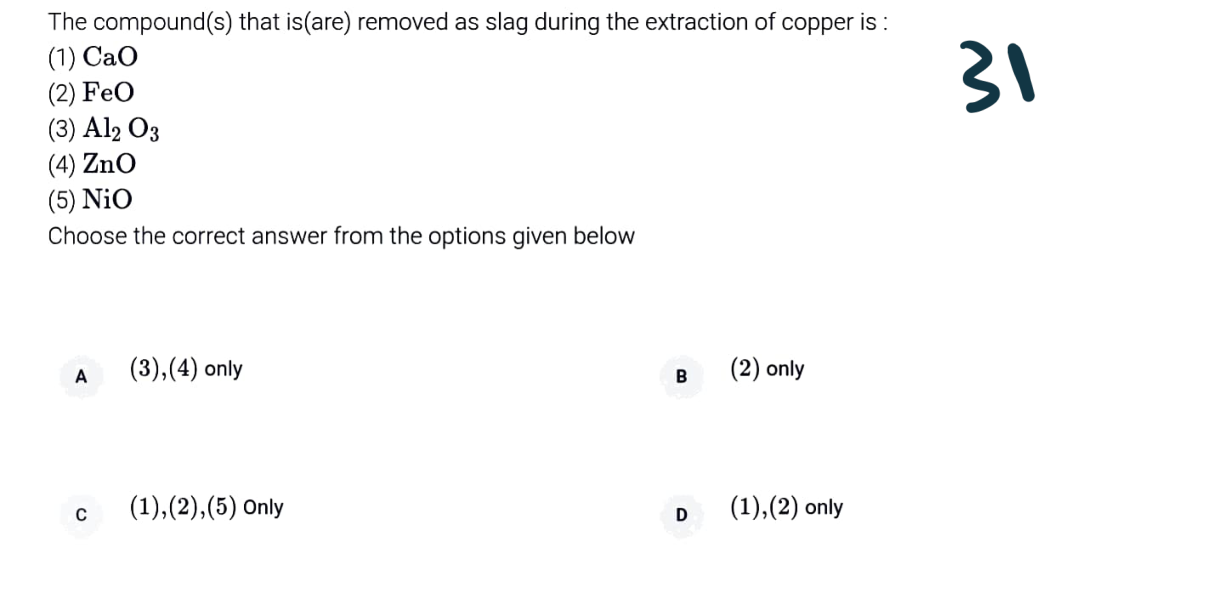 The compound(s) that is(are) removed as slag during the extraction of copper is :
31
(1) CaO
(2) FeO
(3) Al₂ O₃
(4) ZnO
(5) NiO
Choose the correct answer from the options given below
A (3),(4) only
B (2) only
C (1),(2),(5) Only
D (1),(2) only